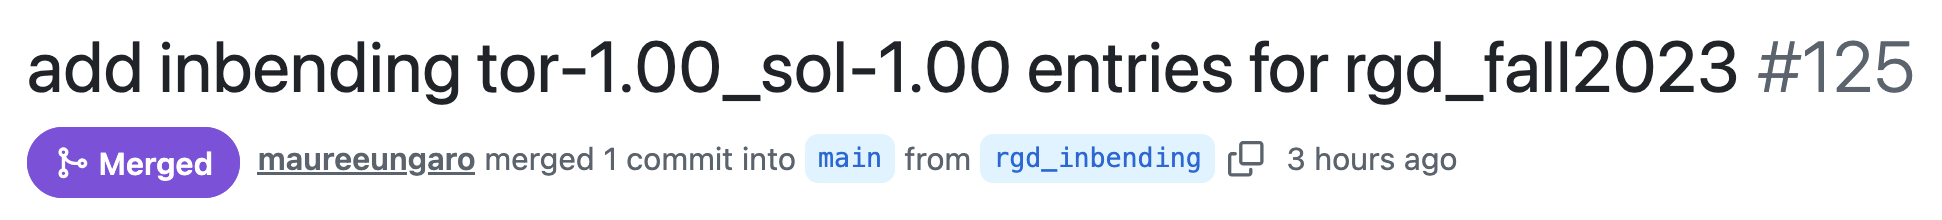 add inbending tor-1.00_sol-1.00 entries for rgd_fall2023 #125
Merged maureeungaro merged 1 commit into main from rgd_inbending 3 hours ago